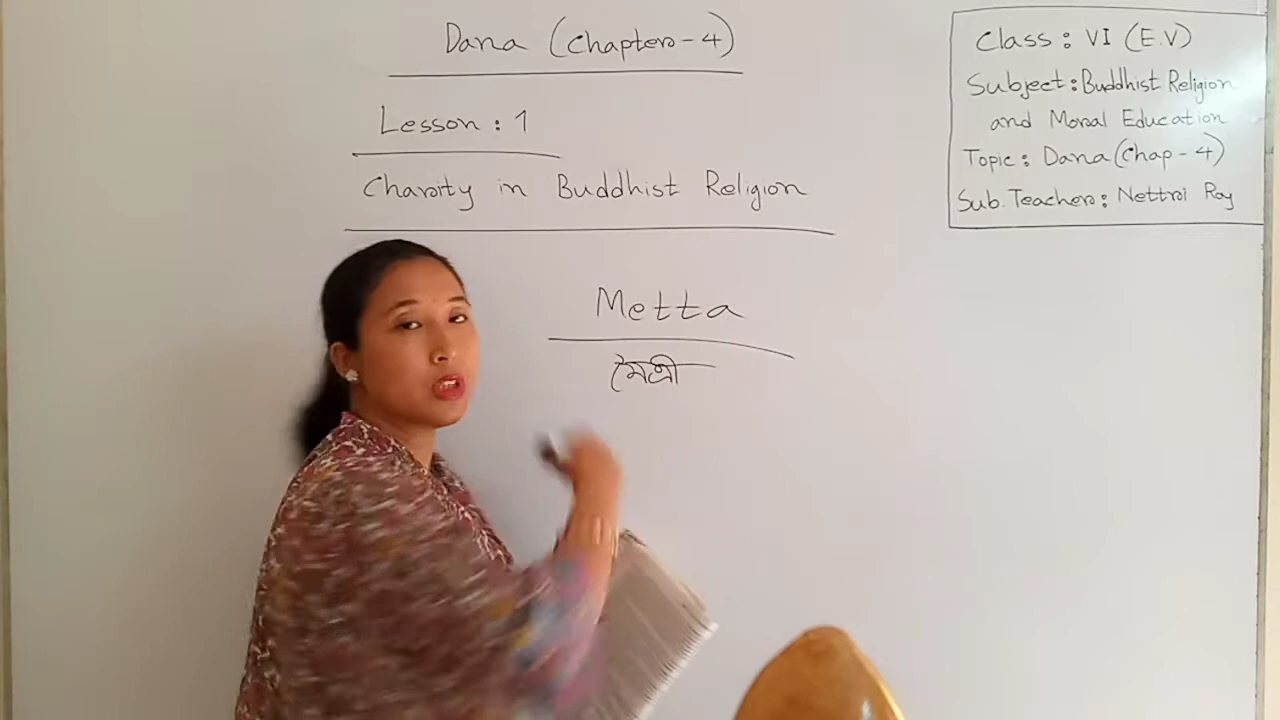 Dana (Chapter-4)
Lesson : 1
Charity in Buddhist Religion
Metta
মৈত্রী
Class : VI (E.V)
Subject : Buddhist Religion
and Moral Education
Topic : Dana (Chap-4)
Sub. Teacher : Nettroi Roy